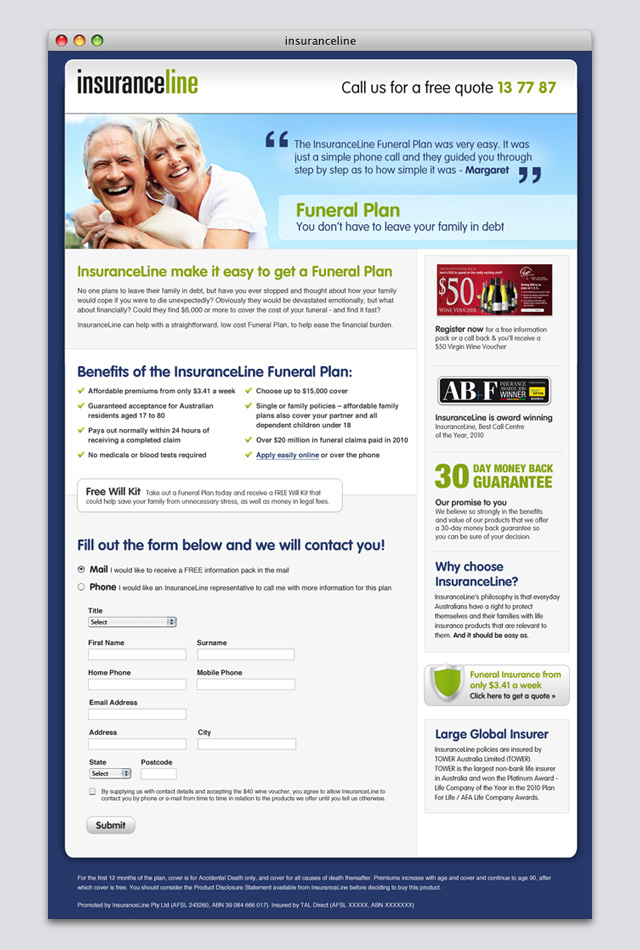 insuranceline
insuranceline
Call us for a free quote 13 77 87
“ The InsuranceLine Funeral Plan was very easy. It was
just a simple phone call and they guided you through
step by step as to how simple it was - Margaret ”
Funeral Plan
You don't have to leave your family in debt
InsuranceLine make it easy to get a Funeral Plan
No one plans to leave their family in debt, but have you ever stopped and thought about how your family
would cope if you were to die unexpectedly? Obviously they would be devastated emotionally, but what
about financially? Could they find $6,000 or more to cover the cost of your funeral - and find it fast?
InsuranceLine can help with a straightforward, low cost Funeral Plan, to help ease the financial burden.
Benefits of the InsuranceLine Funeral Plan:
Affordable premiums from only $3.41 a week
Guaranteed acceptance for Australian
residents aged 17 to 80
Pays out normally within 24 hours of
receiving a completed claim
No medicals or blood tests required
Choose up to $15,000 cover
Single or family policies – affordable family
plans also cover your partner and all
dependent children under 18
Over $20 million in funeral claims paid in 2010
Apply easily online or over the phone
Free Will Kit Take out a Funeral Plan today and receive a FREE Will Kit that
could help save your family from unnecessary stress, as well as money in legal fees.
Fill out the form below and we will contact you!
Mail I would like to receive a FREE information pack in the mail
Phone I would like an InsuranceLine representative to call me with more information for this plan
Title
Select
First Name Surname
Home Phone Mobile Phone
Email Address
Address City
State Postcode
Select
By supplying us with contact details and accepting the $40 wine voucher, you agree to allow InsuranceLine to
contact you by phone or e-mail from time to time in relation to the products we offer until you tell us otherwise.
Submit
$50
WINE VOUCHER
Register now for a free information
pack or a call back & you'll receive a
$50 Virgin Wine Voucher
AB+F INSURANCE
AWARDS 2010
WINNER
InsuranceLine is award winning
InsuranceLine, Best Call Centre
of the Year, 2010
30 DAY MONEY BACK
GUARANTEE
Our promise to you
We believe so strongly in the benefits
and value of our products that we offer
a 30-day money back guarantee so
you can be sure of your decision.
Why choose
InsuranceLine?
InsuranceLine's philosophy is that everyday
Australians have a right to protect
themselves and their families with life
insurance products that are relevant to
them. And it should be easy as.
Funeral Insurance from
only $3.41 a week
Click here to get a quote »
Large Global Insurer
InsuranceLine policies are insured by
TOWER Australia Limited (TOWER).
TOWER is the largest non-bank life insurer
in Australia and won the Platinum Award -
Life Company of the Year in the 2010 Plan
For Life / AFA Life Company Awards.
For the first 12 months of the plan, cover is for Accidental Death only, and cover for all causes of death thereafter. Premiums increase with age and cover and continue to age 90, after
which cover is free. You should consider the Product Disclosure Statement available from InsuranceLine before deciding to buy this product.
Promoted by InsuranceLine Pty Ltd (AFSL 243260, ABN 39 084 666 017). Insured by TAL Direct (AFSL XXXXX, ABN XXXXXXX)